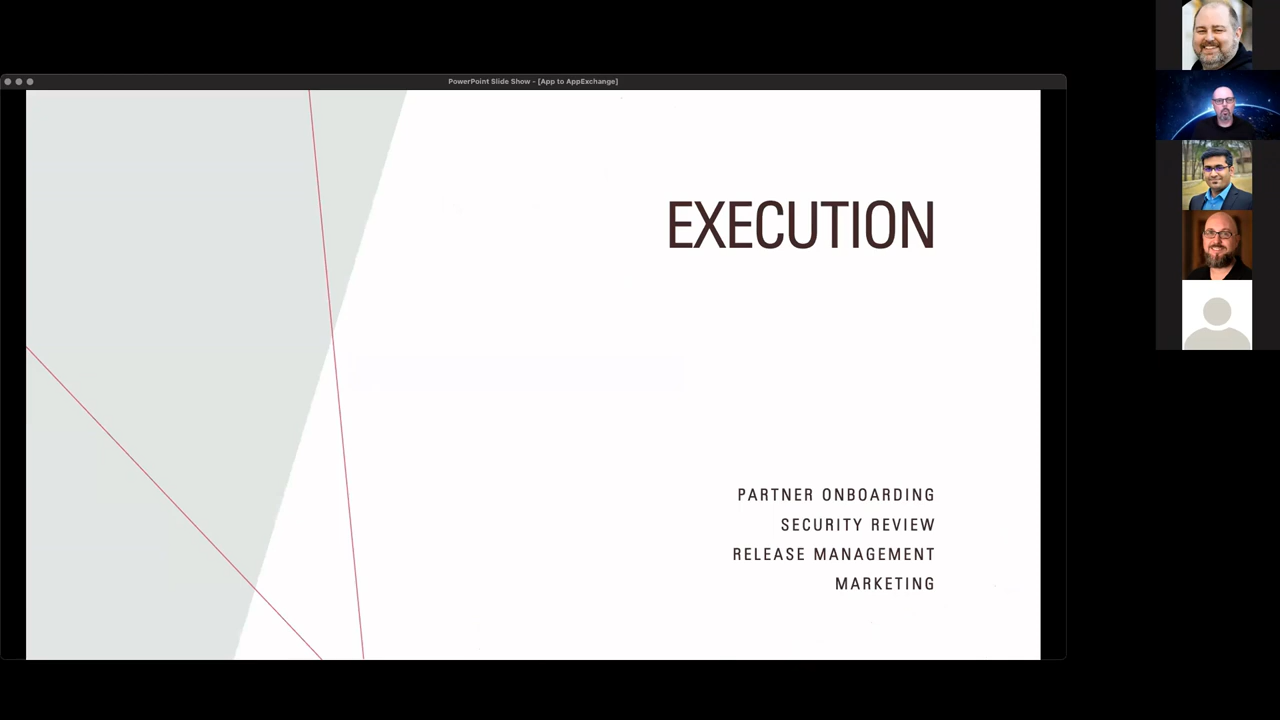 PowerPoint Slide Show - [App to AppExchange]
EXECUTION
PARTNER ONBOARDING
SECURITY REVIEW
RELEASE MANAGEMENT
MARKETING